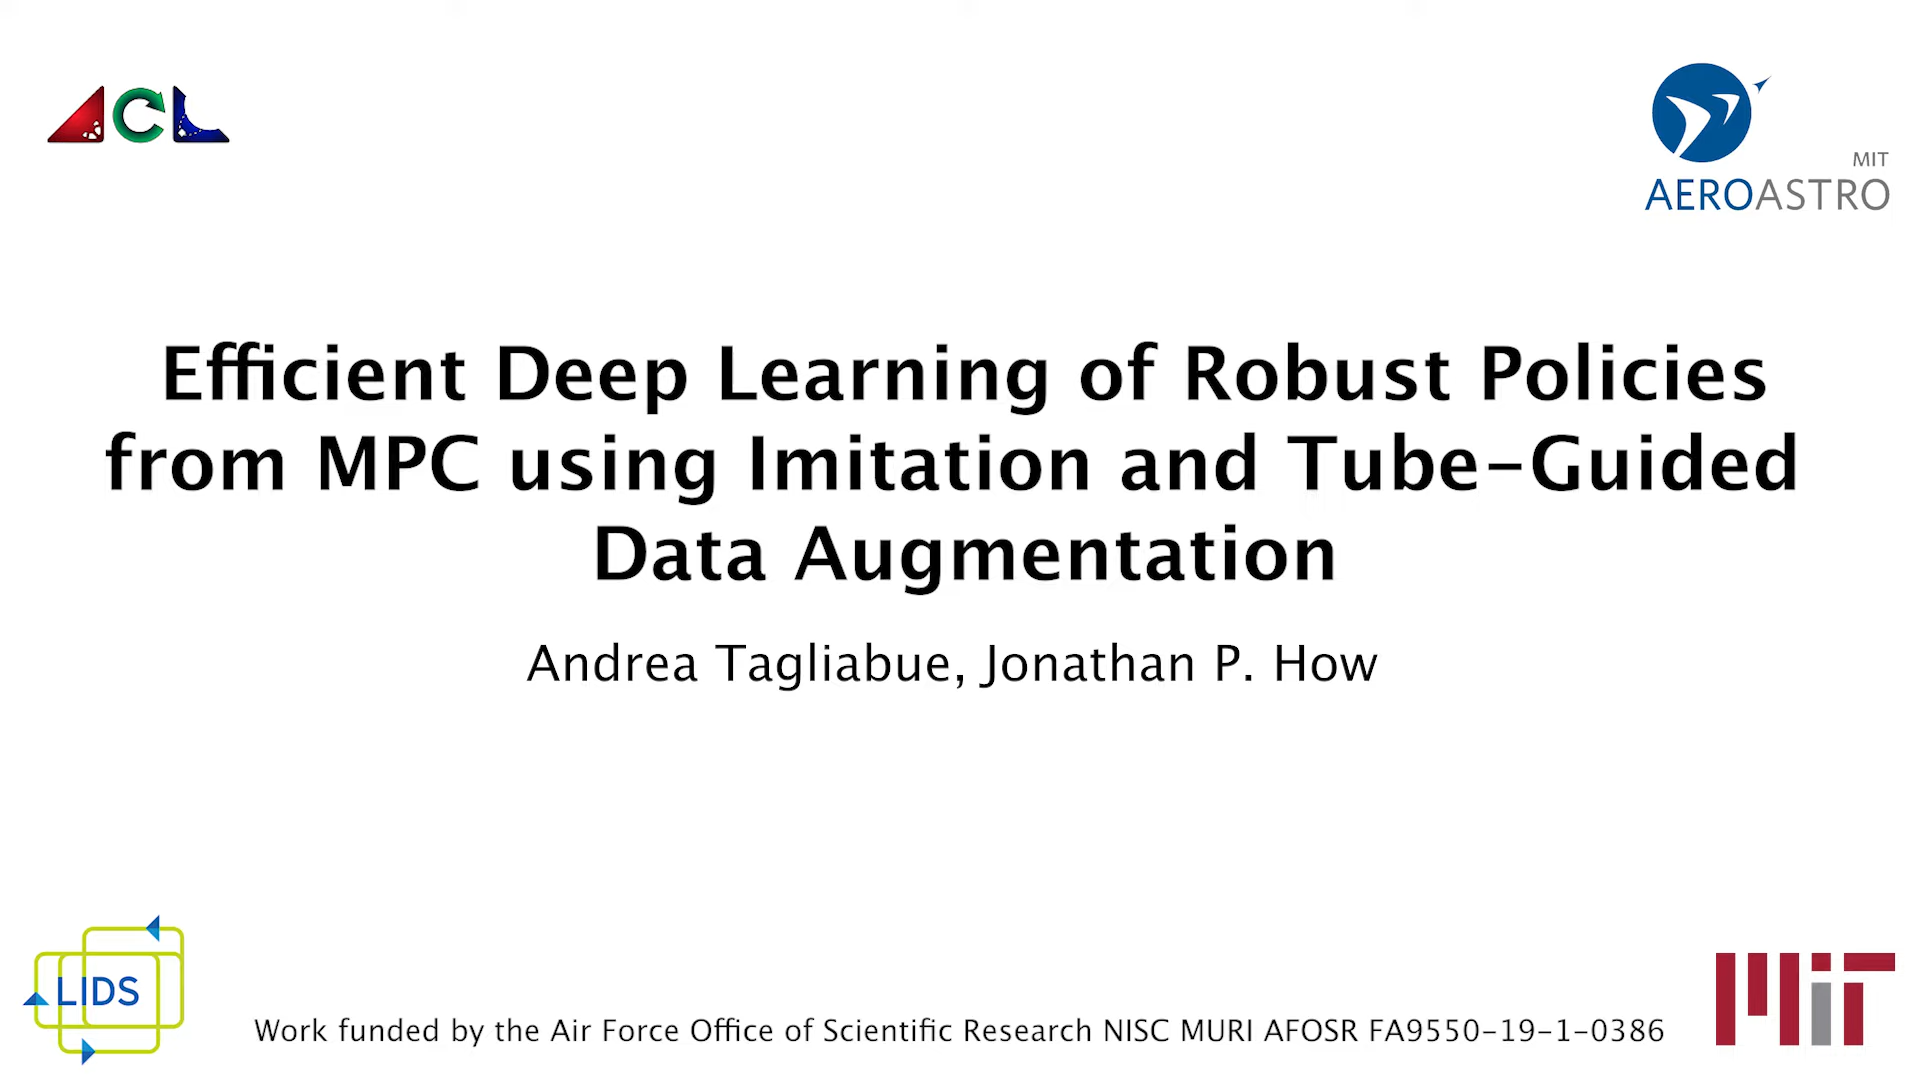 ACL
MIT
AEROASTRO
Efficient Deep Learning of Robust Policies
from MPC using Imitation and Tube-Guided
Data Augmentation
Andrea Tagliabue, Jonathan P. How
LIDS
Work funded by the Air Force Office of Scientific Research NISC MURI AFOSR FA9550-19-1-0386
MIT